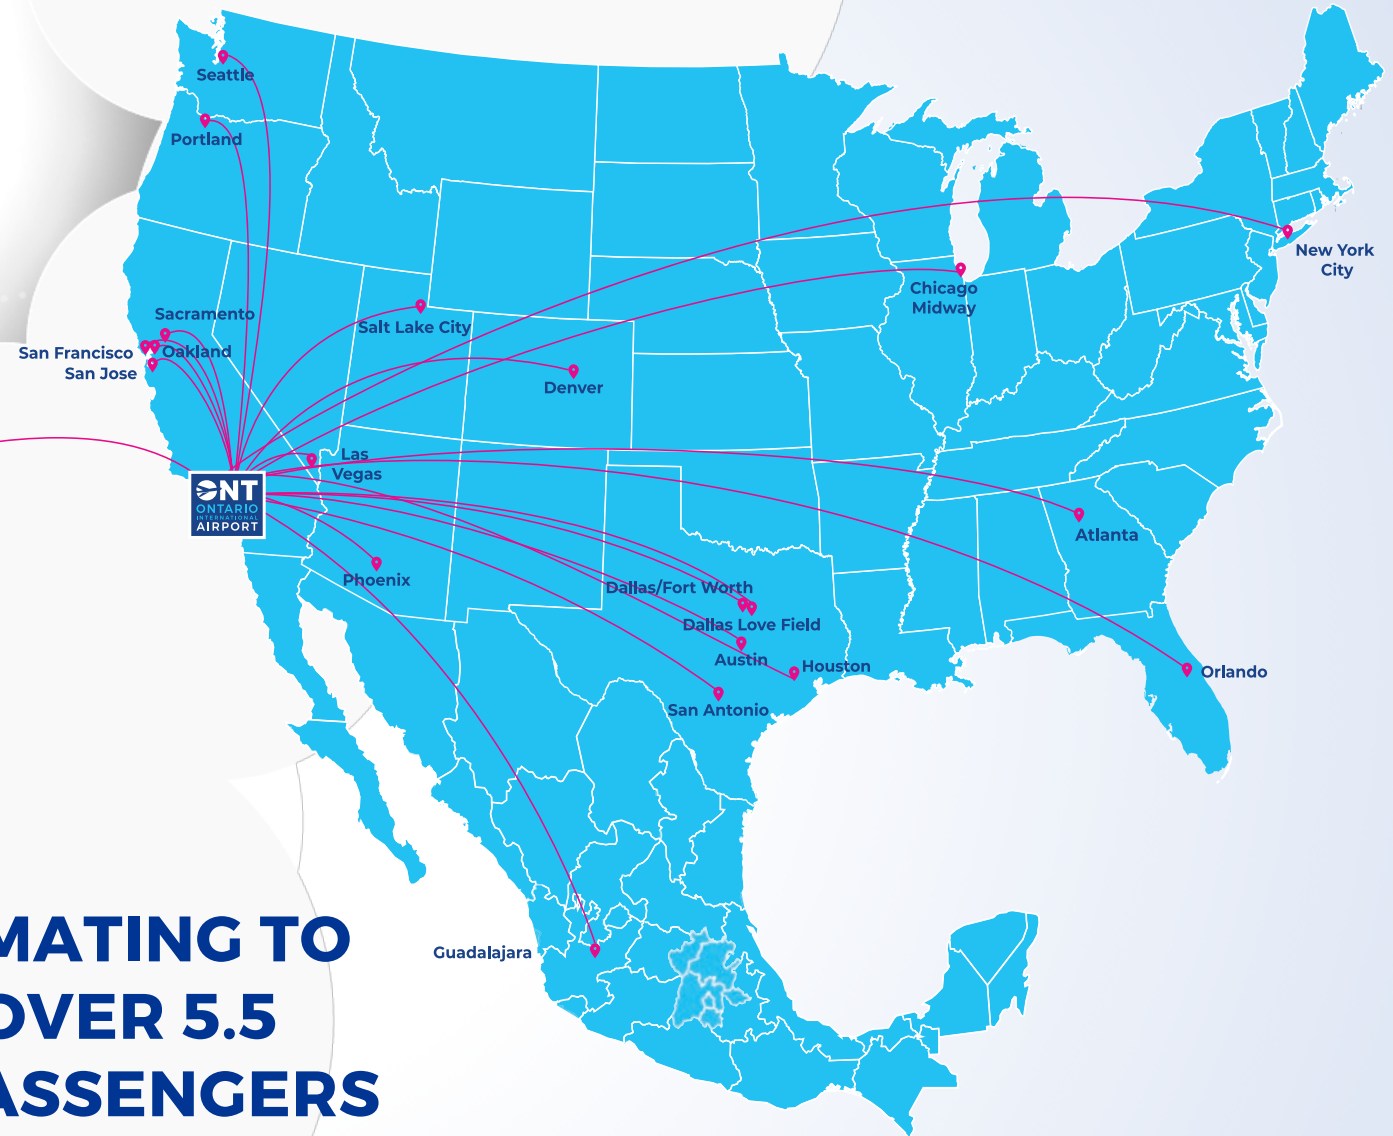 Seattle
Portland
Sacramento
San Francisco
Oakland
San Jose
Salt Lake City
Denver
Las
Vegas
New York
City
Chicago
Midway
ONT
ONTARIO
INTERNATIONAL
AIRPORT
Phoenix
Atlanta
Dallas/Fort Worth
Dallas Love Field
Austin
Houston
San Antonio
Orlando
Guadalajara
MATING TO
OVER 5.5
ASSENGERS